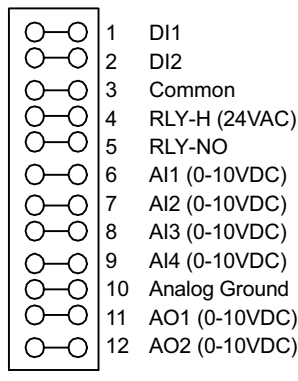 1 DI1
2 DI2
3 Common
4 RLY-H (24VAC)
5 RLY-NO
6 AI1 (0-10VDC)
7 AI2 (0-10VDC)
8 AI3 (0-10VDC)
9 AI4 (0-10VDC)
10 Analog Ground
11 AO1 (0-10VDC)
12 AO2 (0-10VDC)